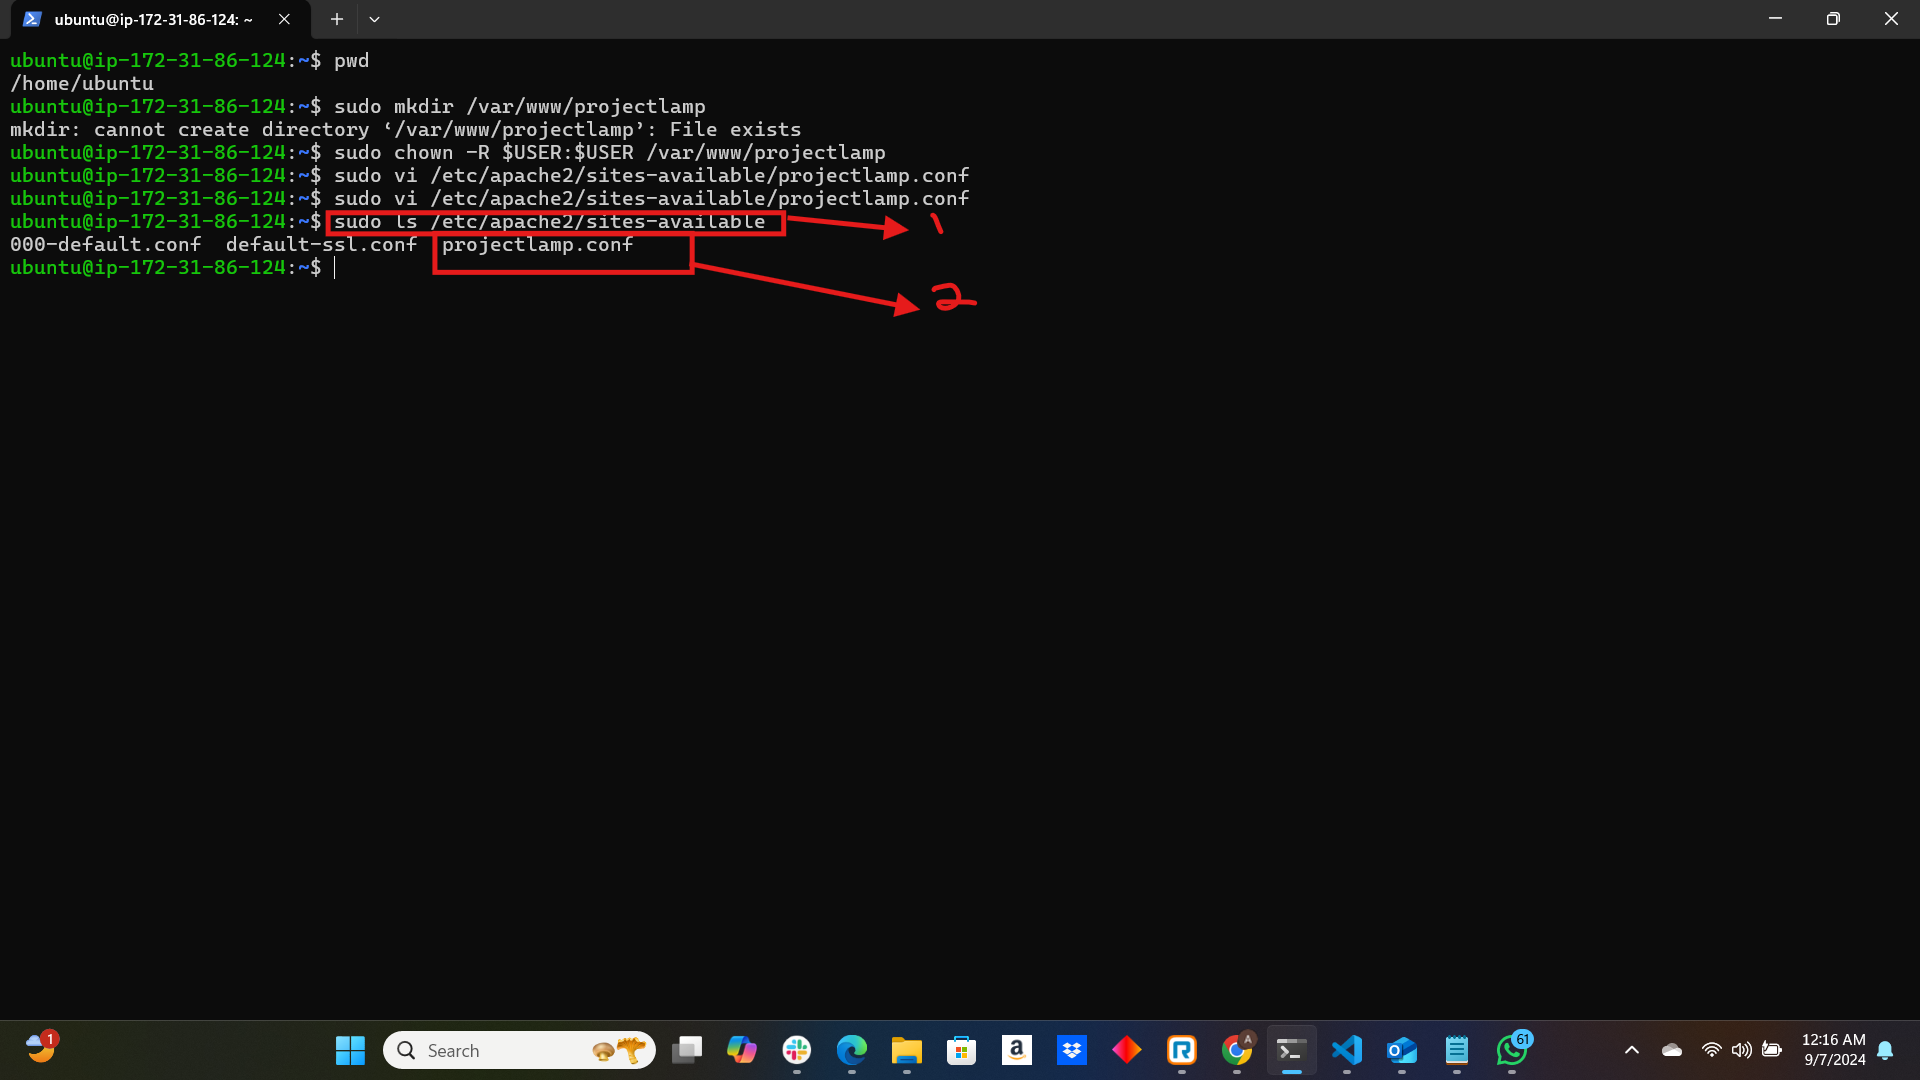 ubuntu@ip-172-31-86-124: ~
ubuntu@ip-172-31-86-124:~$ pwd
/home/ubuntu
ubuntu@ip-172-31-86-124:~$ sudo mkdir /var/www/projectlamp
mkdir: cannot create directory ‘/var/www/projectlamp’: File exists
ubuntu@ip-172-31-86-124:~$ sudo chown -R $USER:$USER /var/www/projectlamp
ubuntu@ip-172-31-86-124:~$ sudo vi /etc/apache2/sites-available/projectlamp.conf
ubuntu@ip-172-31-86-124:~$ sudo vi /etc/apache2/sites-available/projectlamp.conf
ubuntu@ip-172-31-86-124:~$ sudo ls /etc/apache2/sites-available
1
000-default.conf  default-ssl.conf  projectlamp.conf
ubuntu@ip-172-31-86-124:~$
2
1
Search
a
R
A
O
61
12:16 AM
9/7/2024